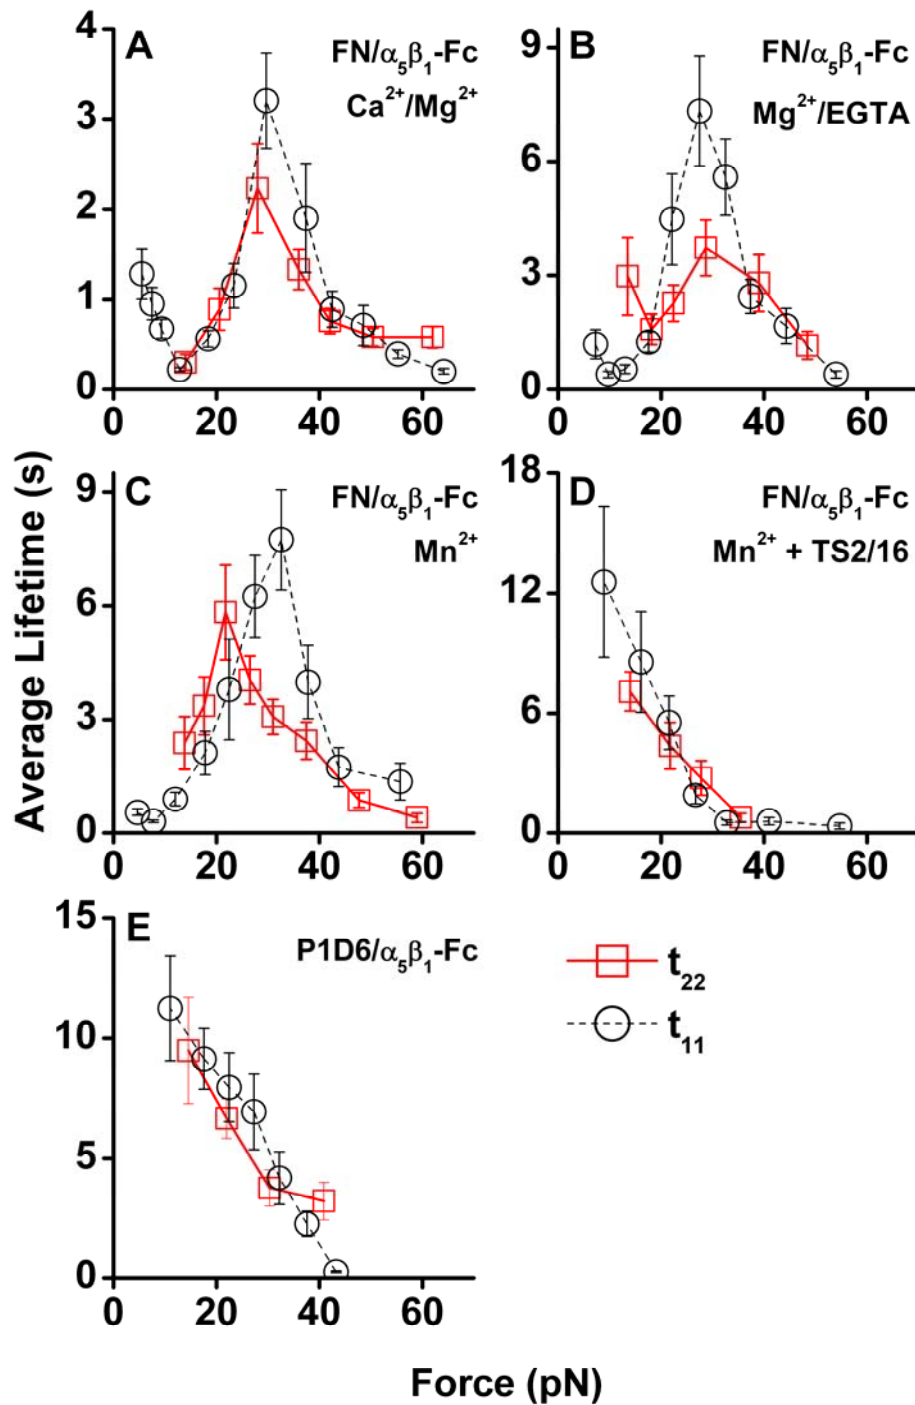 A
FN/α₅β₁-Fc
Ca²⁺/Mg²⁺
4
3
2
1
0
0 20 40 60
B
FN/α₅β₁-Fc
Mg²⁺/EGTA
9
6
3
0
0 20 40 60
C
FN/α₅β₁-Fc
Mn²⁺
9
6
3
0
0 20 40 60
D
FN/α₅β₁-Fc
Mn²⁺ + TS2/16
18
12
6
0
0 20 40 60
E
P1D6/α₅β₁-Fc
15
10
5
0
0 20 40 60
t₂₂
t₁₁
Average Lifetime (s)
Force (pN)